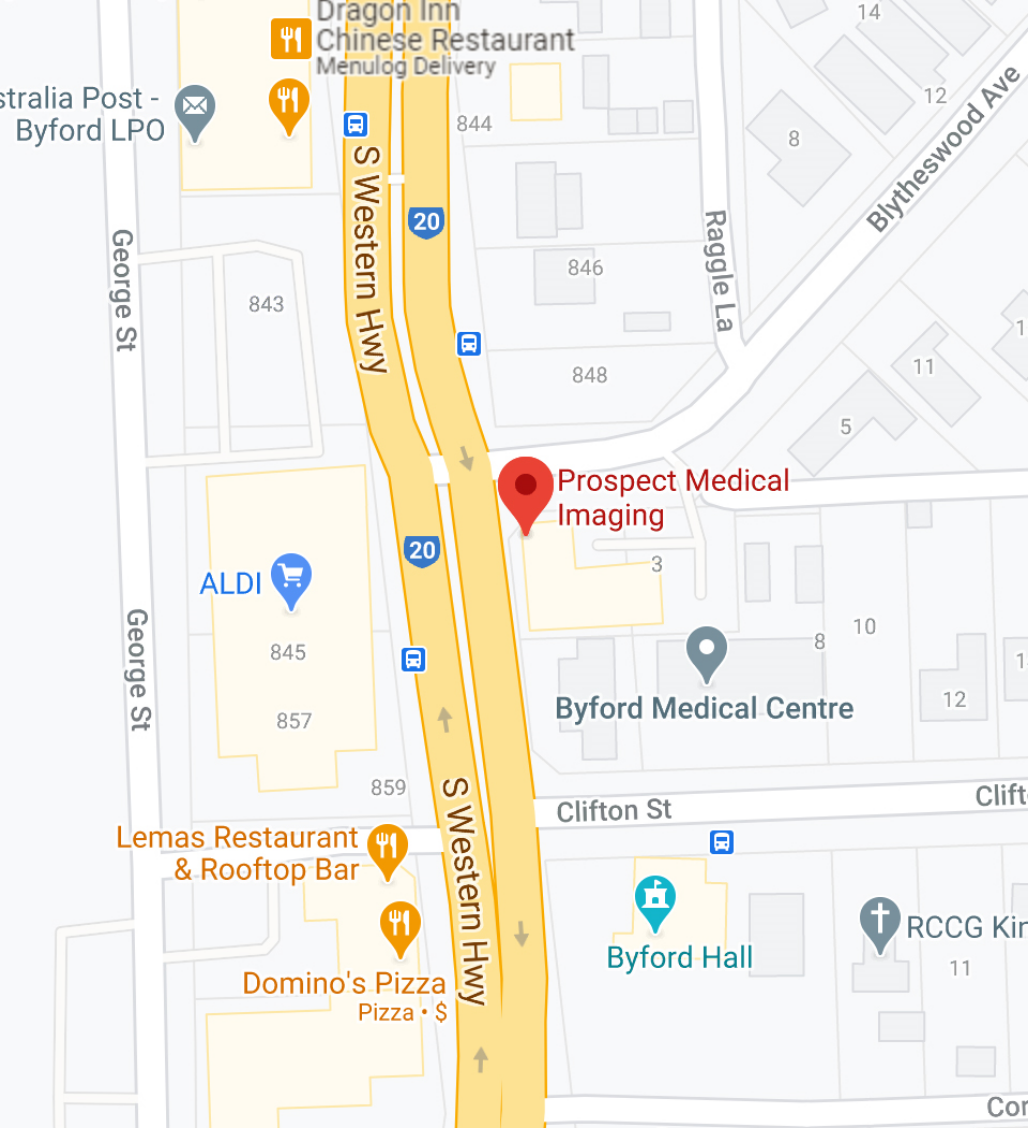 Dragon Inn
Chinese Restaurant
Menulog Delivery
14
stralia Post -
Byford LPO
844
12
8
Blytheswood Ave
S Western Hwy
20
Raggle La
George St
846
843
1
848
11
5
Prospect Medical
Imaging
20
3
ALDI
10
8
845
1
George St
12
Byford Medical Centre
857
859
Clift
Clifton St
S Western Hwy
Lemas Restaurant
& Rooftop Bar
RCCG Kin
Byford Hall
11
Domino's Pizza
Pizza • $
Cor